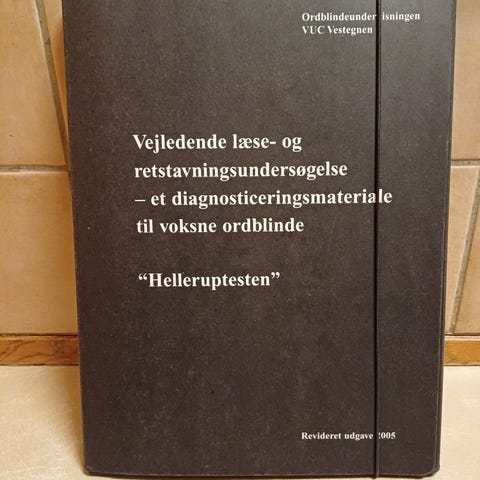 Ordblindeundervisningen
VUC Vestegnen
Vejledende læse- og
retstavningsundersøgelse
– et diagnosticeringsmateriale
til voksne ordblinde
“Helleruptesten”
Revideret udgave 2005